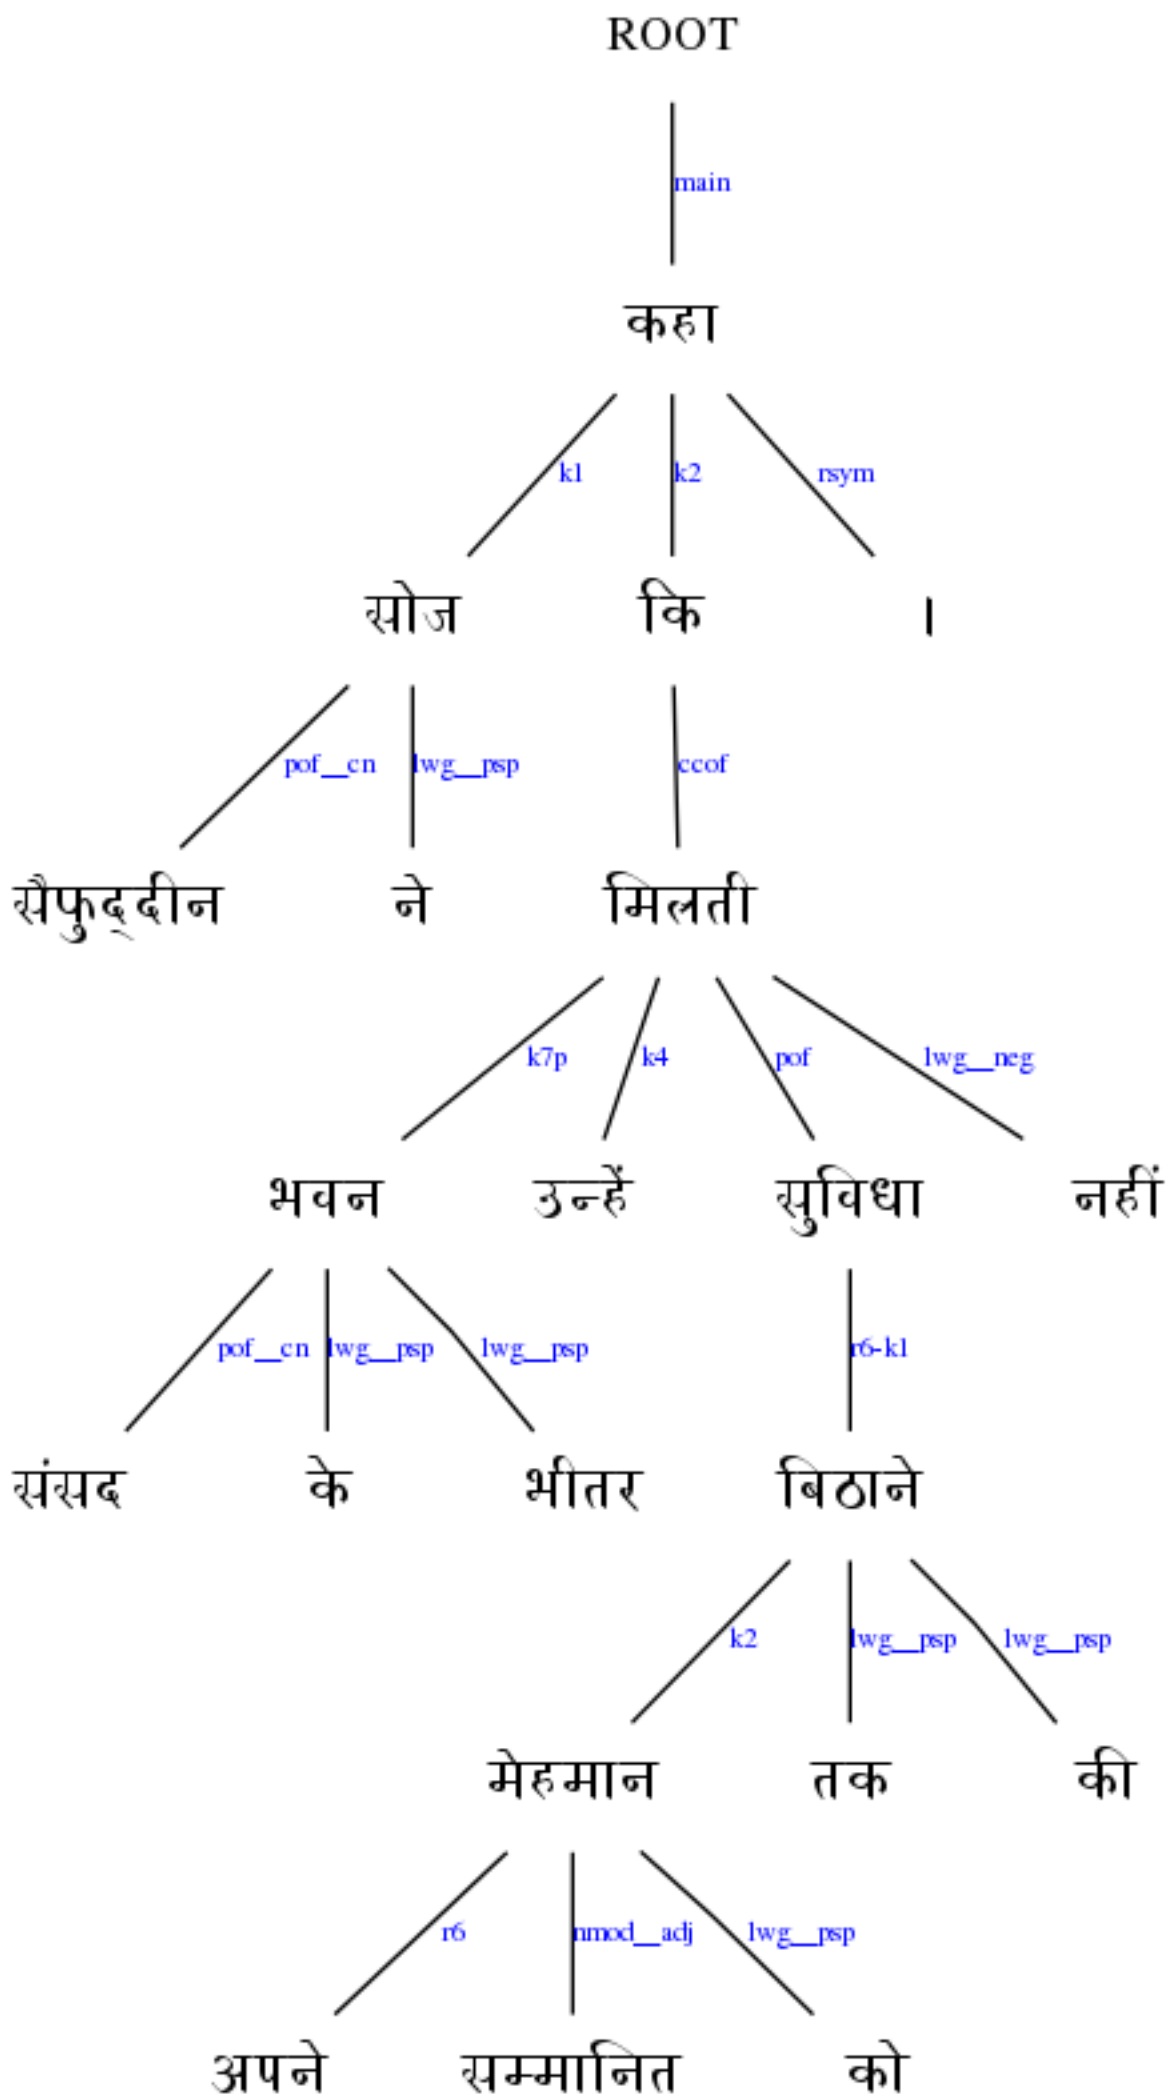 ROOT
main
कहा
k1 k2 rsym
सोज कि ।
pof__cn lwg__psp ccof
सैफुद्दीन ने मिलती
k7p k4 pof lwg__neg
भवन उन्हें सुविधा नहीं
pof__cn lwg__psp lwg__psp r6-k1
संसद के भीतर बिठाने
k2 lwg__psp lwg__psp
मेहमान तक की
r6 nmod__adj lwg__psp
अपने सम्मानित को